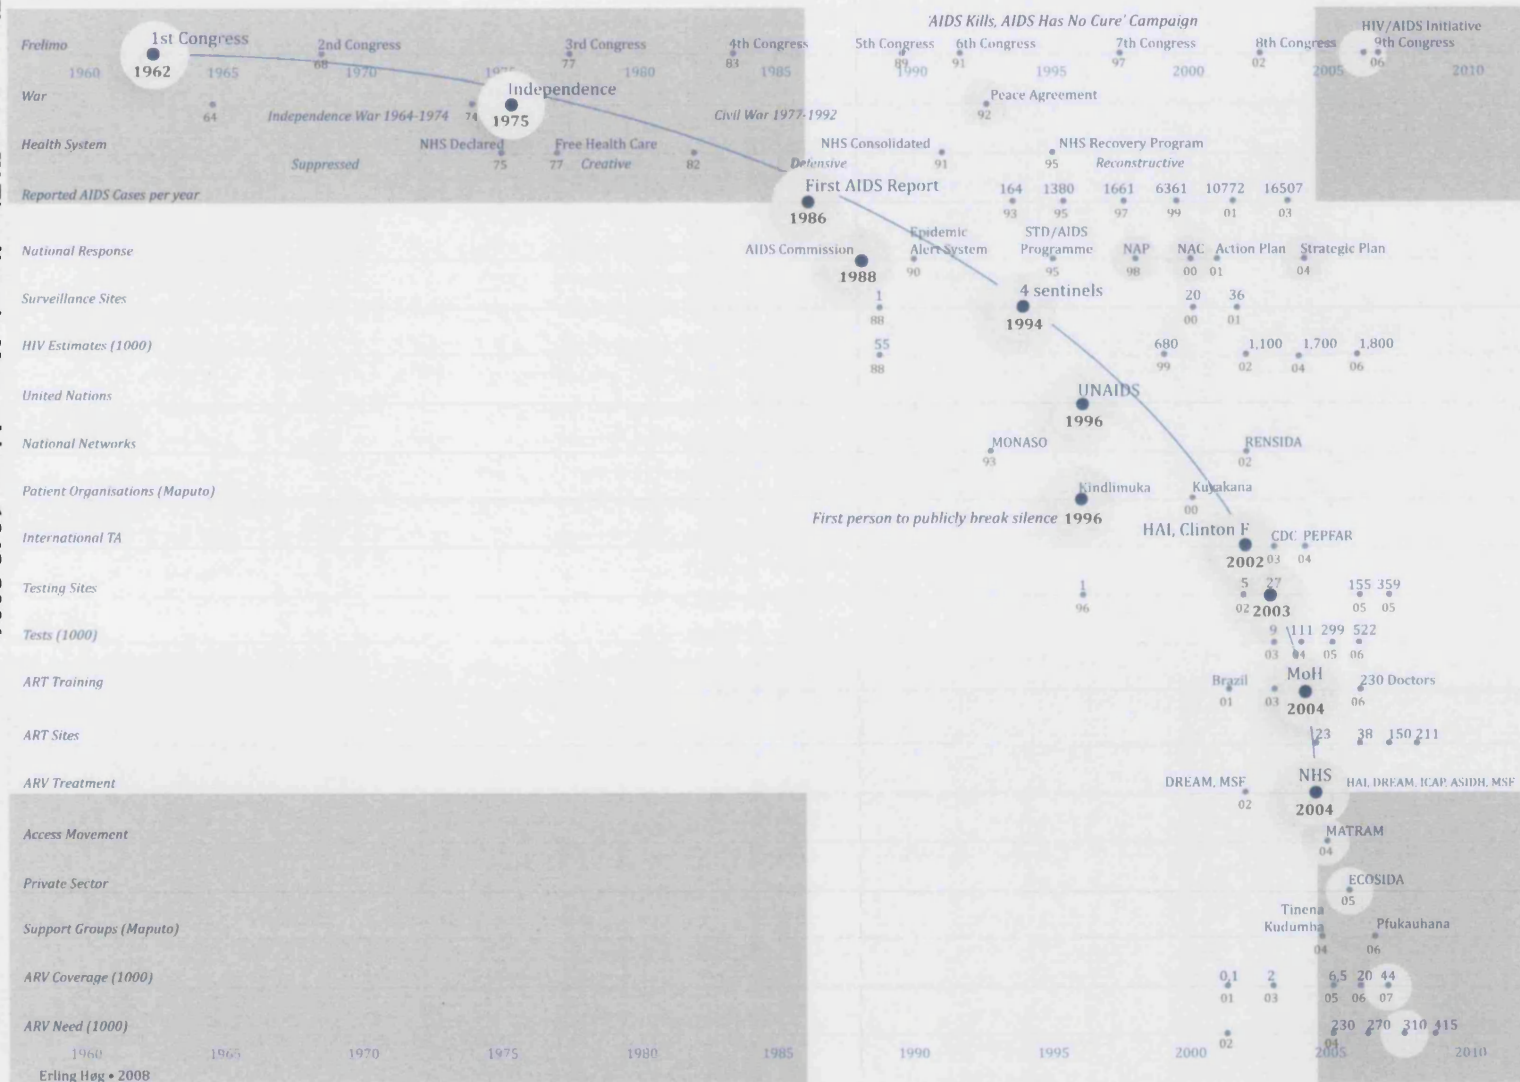 'AIDS Kills, AIDS Has No Cure' Campaign
HIV/AIDS Initiative
Frelimo 1st Congress 2nd Congress 3rd Congress 4th Congress 5th Congress 6th Congress 7th Congress 8th Congress 9th Congress
1962 68 77 83 89 91 97 02 06
1960 1965 1970 1975 1980 1985 1990 1995 2000 2005 2010
War Independence Peace Agreement
64 Independence War 1964-1974 74 1975 Civil War 1977-1992 92
Health System NHS Declared Free Health Care NHS Consolidated NHS Recovery Program
Suppressed 75 77 Creative 82 Defensive 91 95 Reconstructive
Reported AIDS Cases per year First AIDS Report 164 1380 1661 6361 10772 16507
1986 93 95 97 99 01 03
National Response AIDS Commission Epidemic Alert System STD/AIDS Programme NAP NAC Action Plan Strategic Plan
1988 90 95 98 00 01 04
Surveillance Sites 1 4 sentinels 20 36
88 1994 00 01
HIV Estimates (1000) 55 680 1,100 1,700 1,800
88 99 02 04 06
United Nations UNAIDS
1996
National Networks MONASO RENSIDA
93 02
Patient Organisations (Maputo) Kindlimuka Kuyakana
First person to publicly break silence 1996 00
International TA HAI, Clinton F CDC PEPFAR
2002 03 04
Testing Sites 1 5 27 155 359
96 02 2003 05 05
Tests (1000) 9 111 299 522
03 04 05 06
ART Training Brazil MoH 230 Doctors
01 03 2004 06
ART Sites 23 38 150 211
ARV Treatment DREAM, MSF NHS HAI, DREAM, ICAP, ASIDH, MSF
02 2004
Access Movement MATRAM
04
Private Sector ECOSIDA
05
Support Groups (Maputo) Tinena Kudumba Pfukauhana
04 06
ARV Coverage (1000) 0,1 2 6,5 20 44
01 03 05 06 07
ARV Need (1000) 230 270 310 415
02 04
1960 1965 1970 1975 1980 1985 1990 1995 2000 2005 2010
Erling Høg • 2008